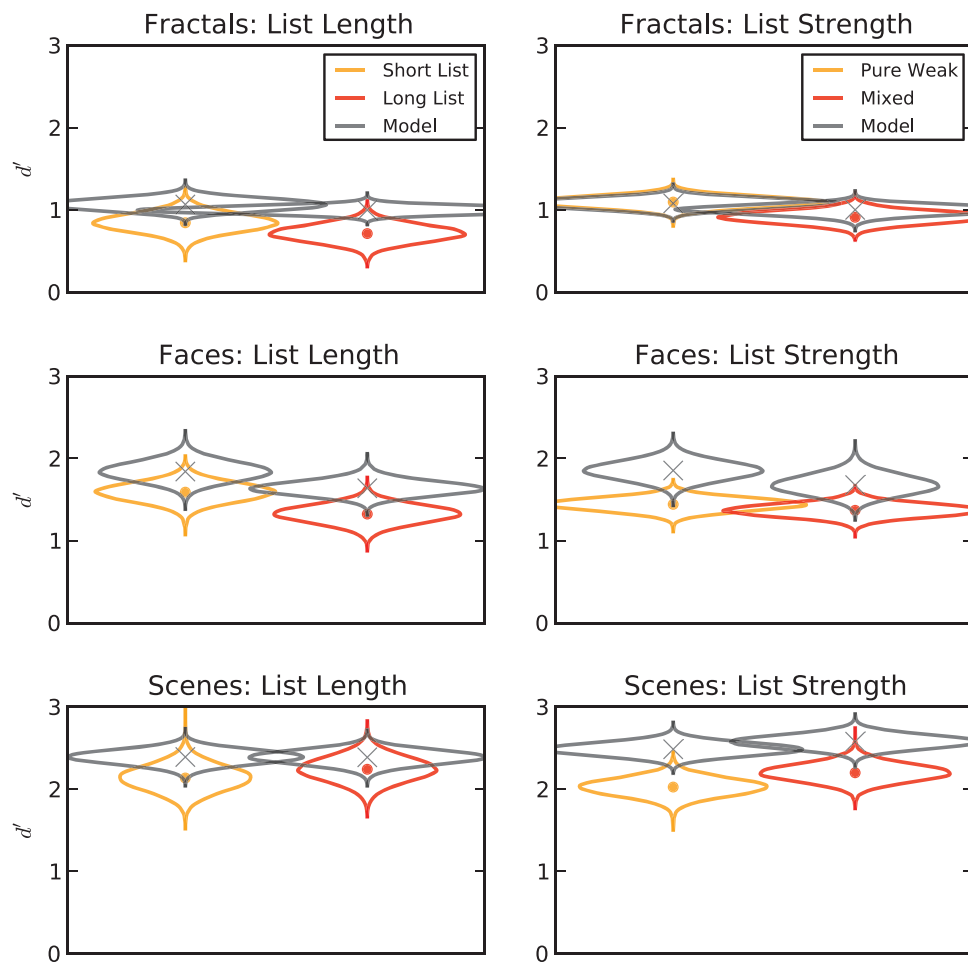 Fractals: List Length
3
2
1
0
d′
Short List
Long List
Model
Fractals: List Strength
3
2
1
0
Pure Weak
Mixed
Model
Faces: List Length
3
2
1
0
d′
Faces: List Strength
3
2
1
0
Scenes: List Length
3
2
1
0
d′
Scenes: List Strength
3
2
1
0